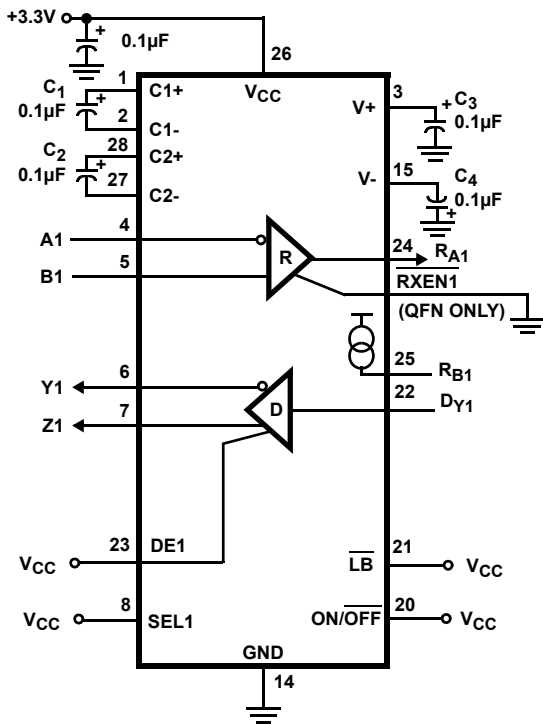 +3.3V
0.1µF
26
1
C1
0.1µF
C1+
VCC
3
V+
C3
0.1µF
2
C1-
28
C2
0.1µF
C2+
27
C2-
15
V-
C4
0.1µF
A1
4
R
24
RA1
B1
5
RXEN1
(QFN ONLY)
25
RB1
Y1
6
22
DY1
Z1
7
D
VCC
23
DE1
21
LB
VCC
VCC
8
SEL1
20
ON/OFF
VCC
GND
14